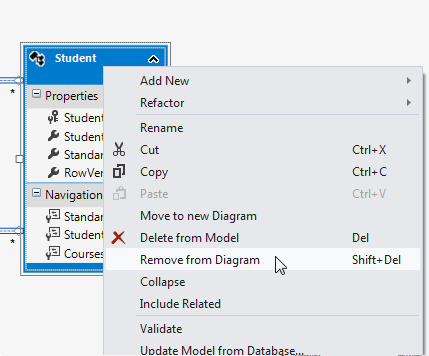 Student
Properties
Student
Student
Standar
RowVer
Navigation
Standar
Student
Courses
*
*
Add New
Refactor
Rename
Cut Ctrl+X
Copy Ctrl+C
Paste Ctrl+V
Move to new Diagram
Delete from Model Del
Remove from Diagram Shift+Del
Collapse
Include Related
Validate
Update Model from Database...